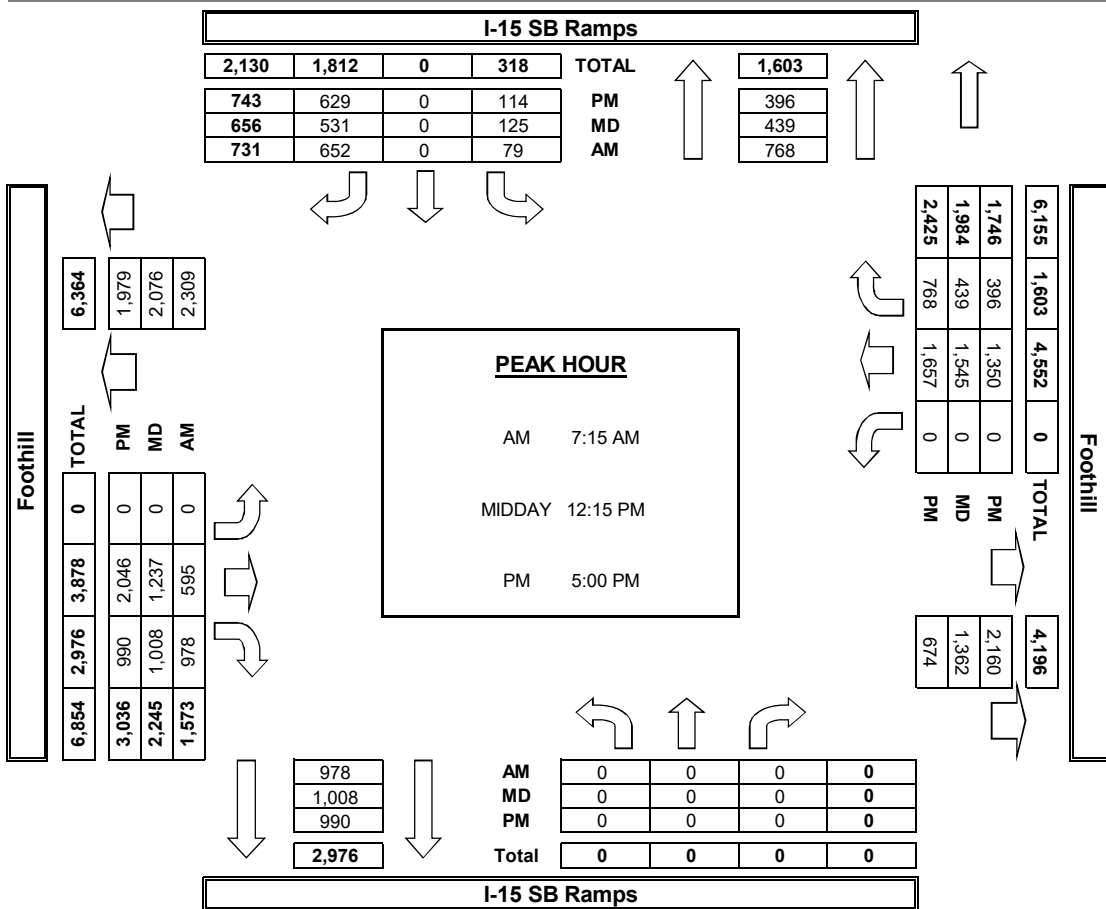 I-15 SB Ramps
2,130 1,812 0 318 TOTAL 1,603
743 629 0 114 PM 396
656 531 0 125 MD 439
731 652 0 79 AM 768
Foothill
6,364 1,979 2,076 2,309
TOTAL PM MD AM
0 0 0 0
3,878 2,046 1,237 595
2,976 990 1,008 978
6,854 3,036 2,245 1,573
PEAK HOUR
AM 7:15 AM
MIDDAY 12:15 PM
PM 5:00 PM
2,425 1,984 1,746 6,155
768 439 396 1,603
1,657 1,545 1,350 4,552
0 0 0 0
PM MD PM TOTAL
674 1,362 2,160 4,196
Foothill
978 AM 0 0 0 0
1,008 MD 0 0 0 0
990 PM 0 0 0 0
2,976 Total 0 0 0 0
I-15 SB Ramps